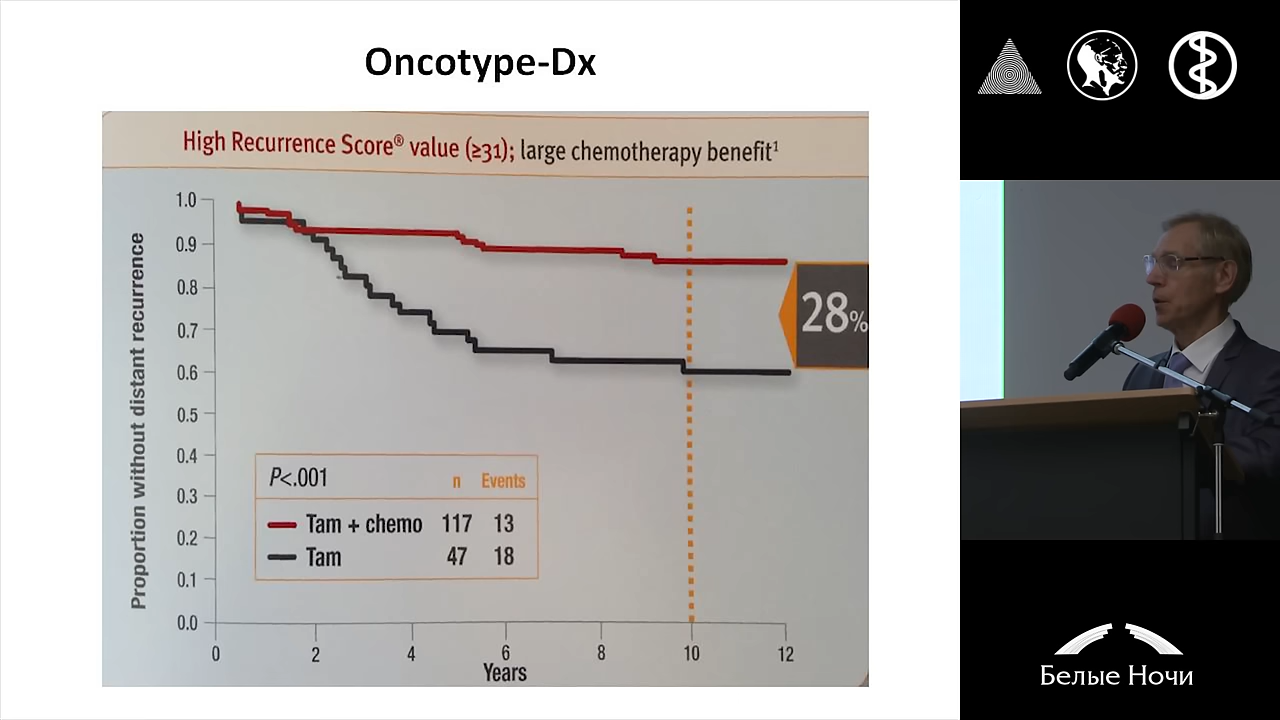 Oncotype-Dx
High Recurrence Score® value (≥31); large chemotherapy benefit¹
Proportion without distant recurrence
1.0
0.9
0.8
0.7
0.6
0.5
0.4
0.3
0.2
0.1
0.0
28%
P<.001 n Events
Tam + chemo 117 13
Tam 47 18
0 2 4 6 8 10 12
Years
Белые Ночи